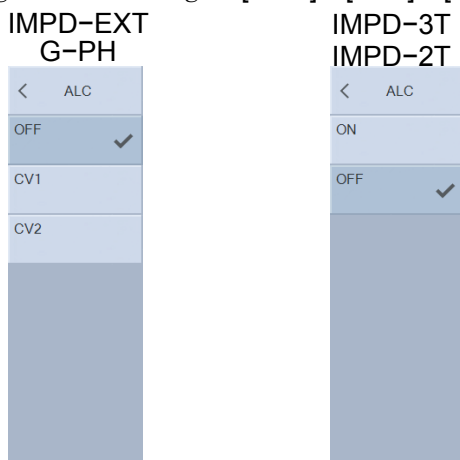 IMPD-EXT
G-PH
< ALC
OFF
CV1
CV2
IMPD-3T
IMPD-2T
< ALC
ON
OFF